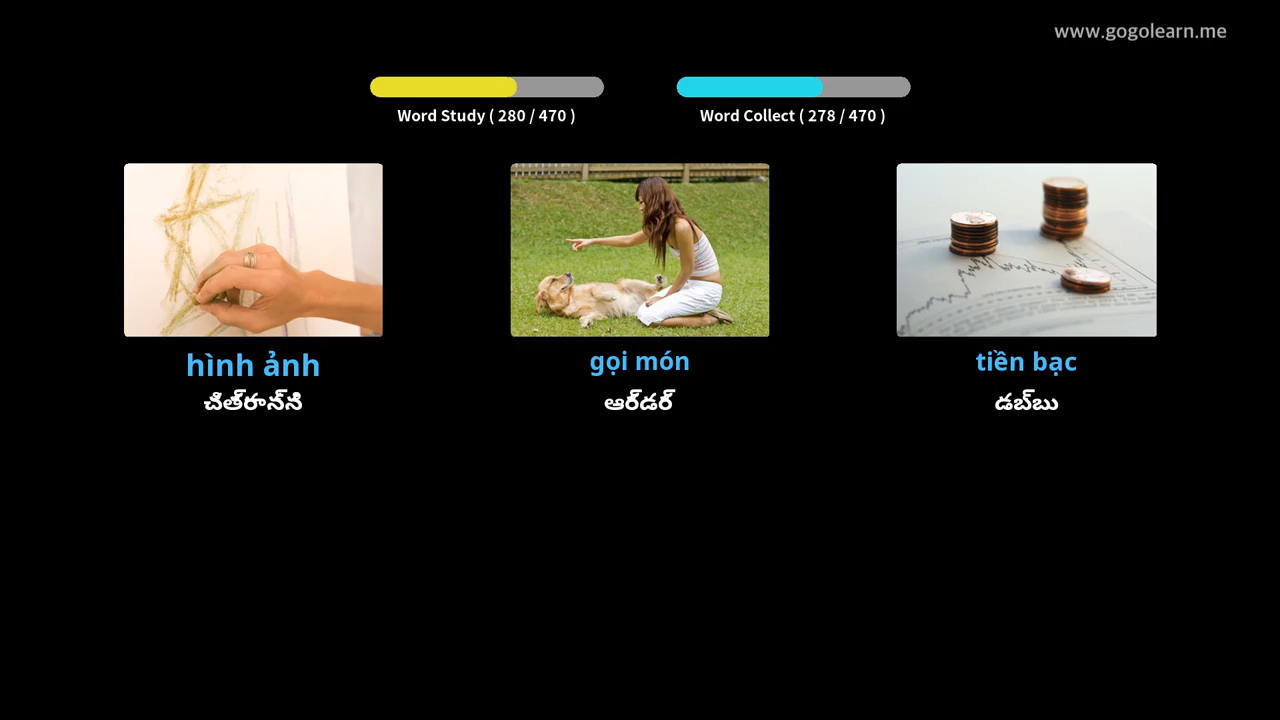 www.gogolearn.me
Word Study ( 280 / 470 )
Word Collect ( 278 / 470 )
hình ảnh
చిత్‌రాన్‌ని
gọi món
ఆర్‌డర్
tiền bạc
డబ్‌బు